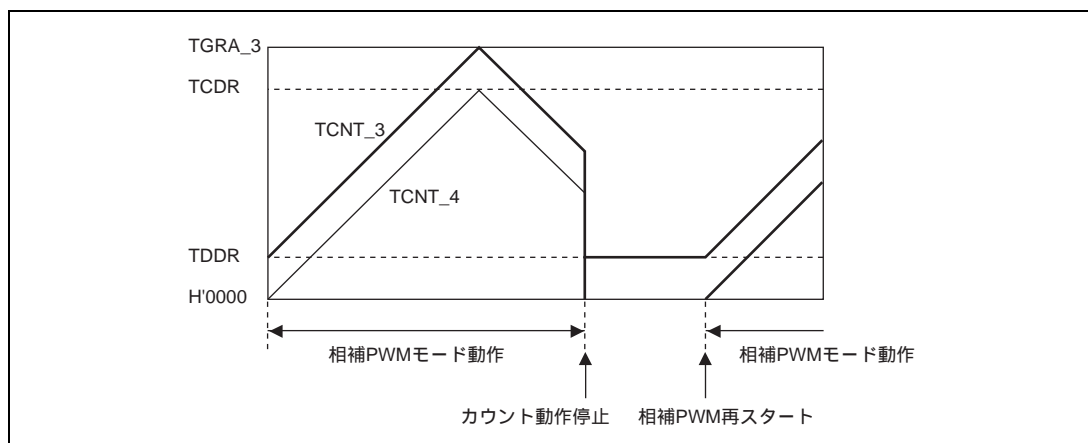 TGRA_3
TCDR
TCNT_3
TCNT_4
TDDR
H'0000
相補PWMモード動作
相補PWMモード動作
カウント動作停止
相補PWM再スタート